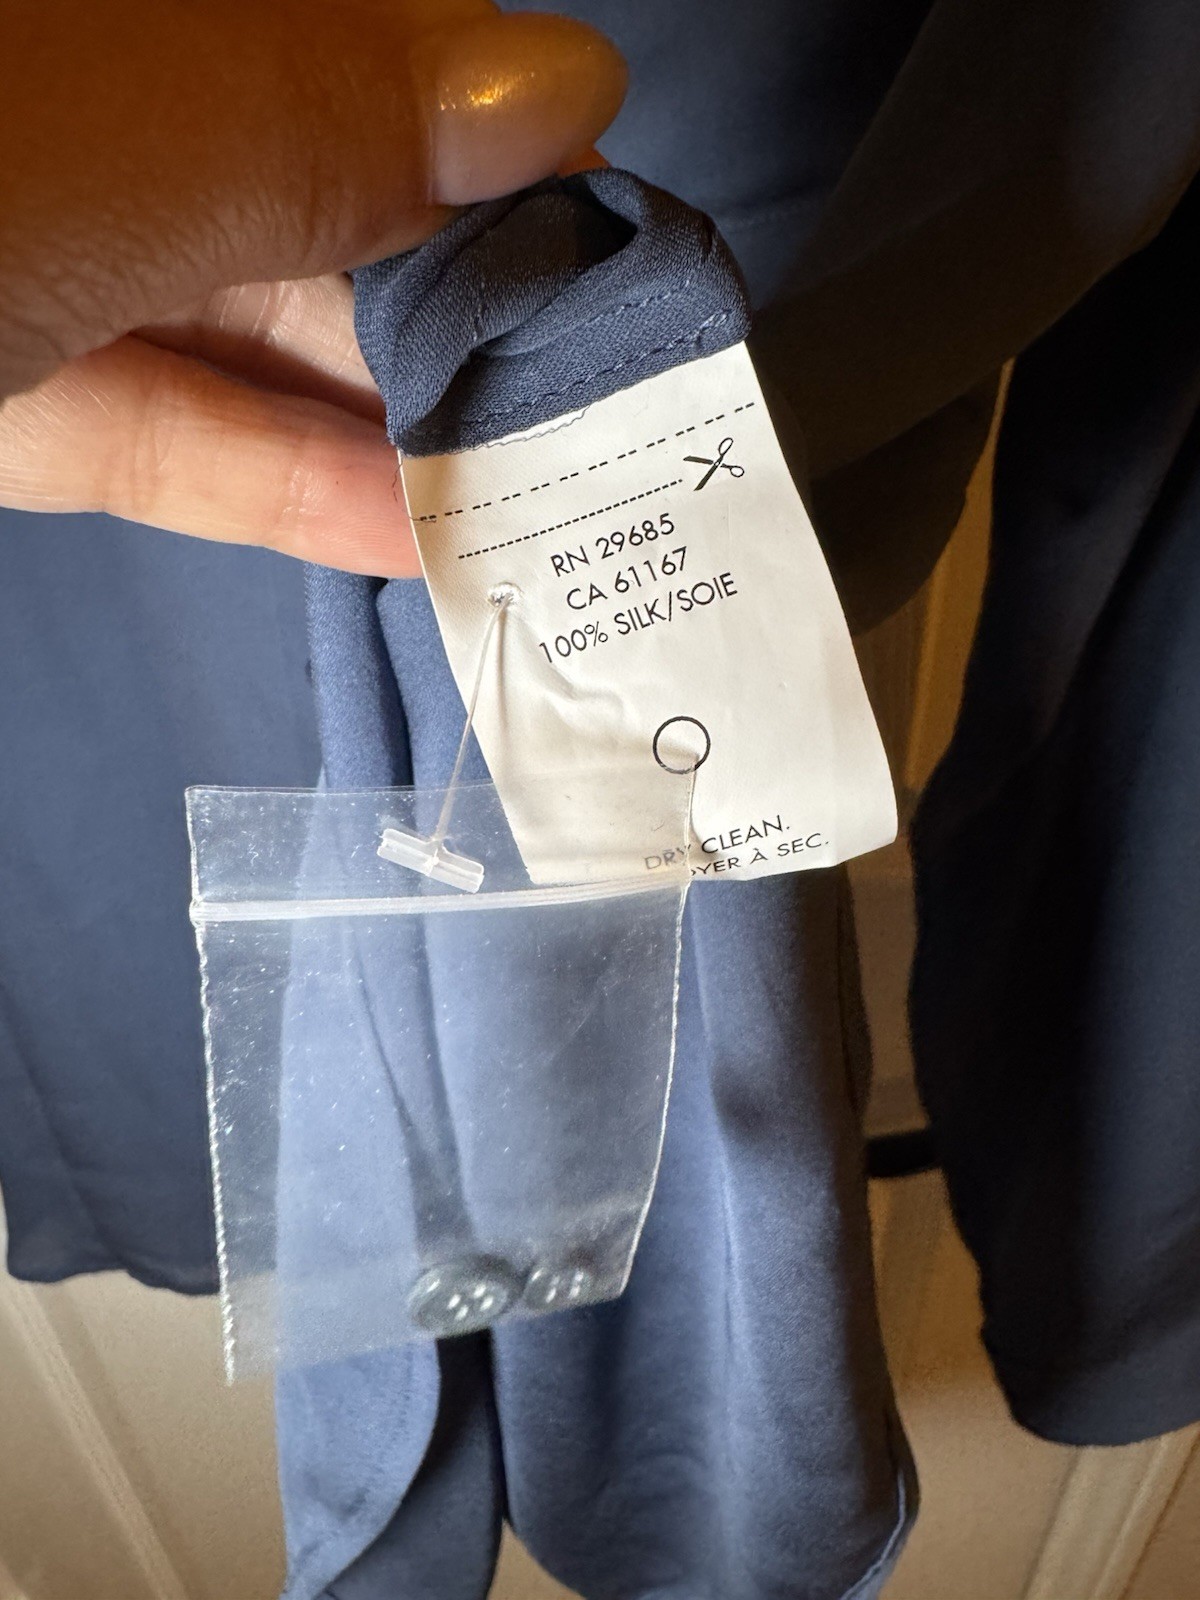 RN 29685
CA 61167
100% SILK/SOIE
DRY CLEAN.
À SEC.